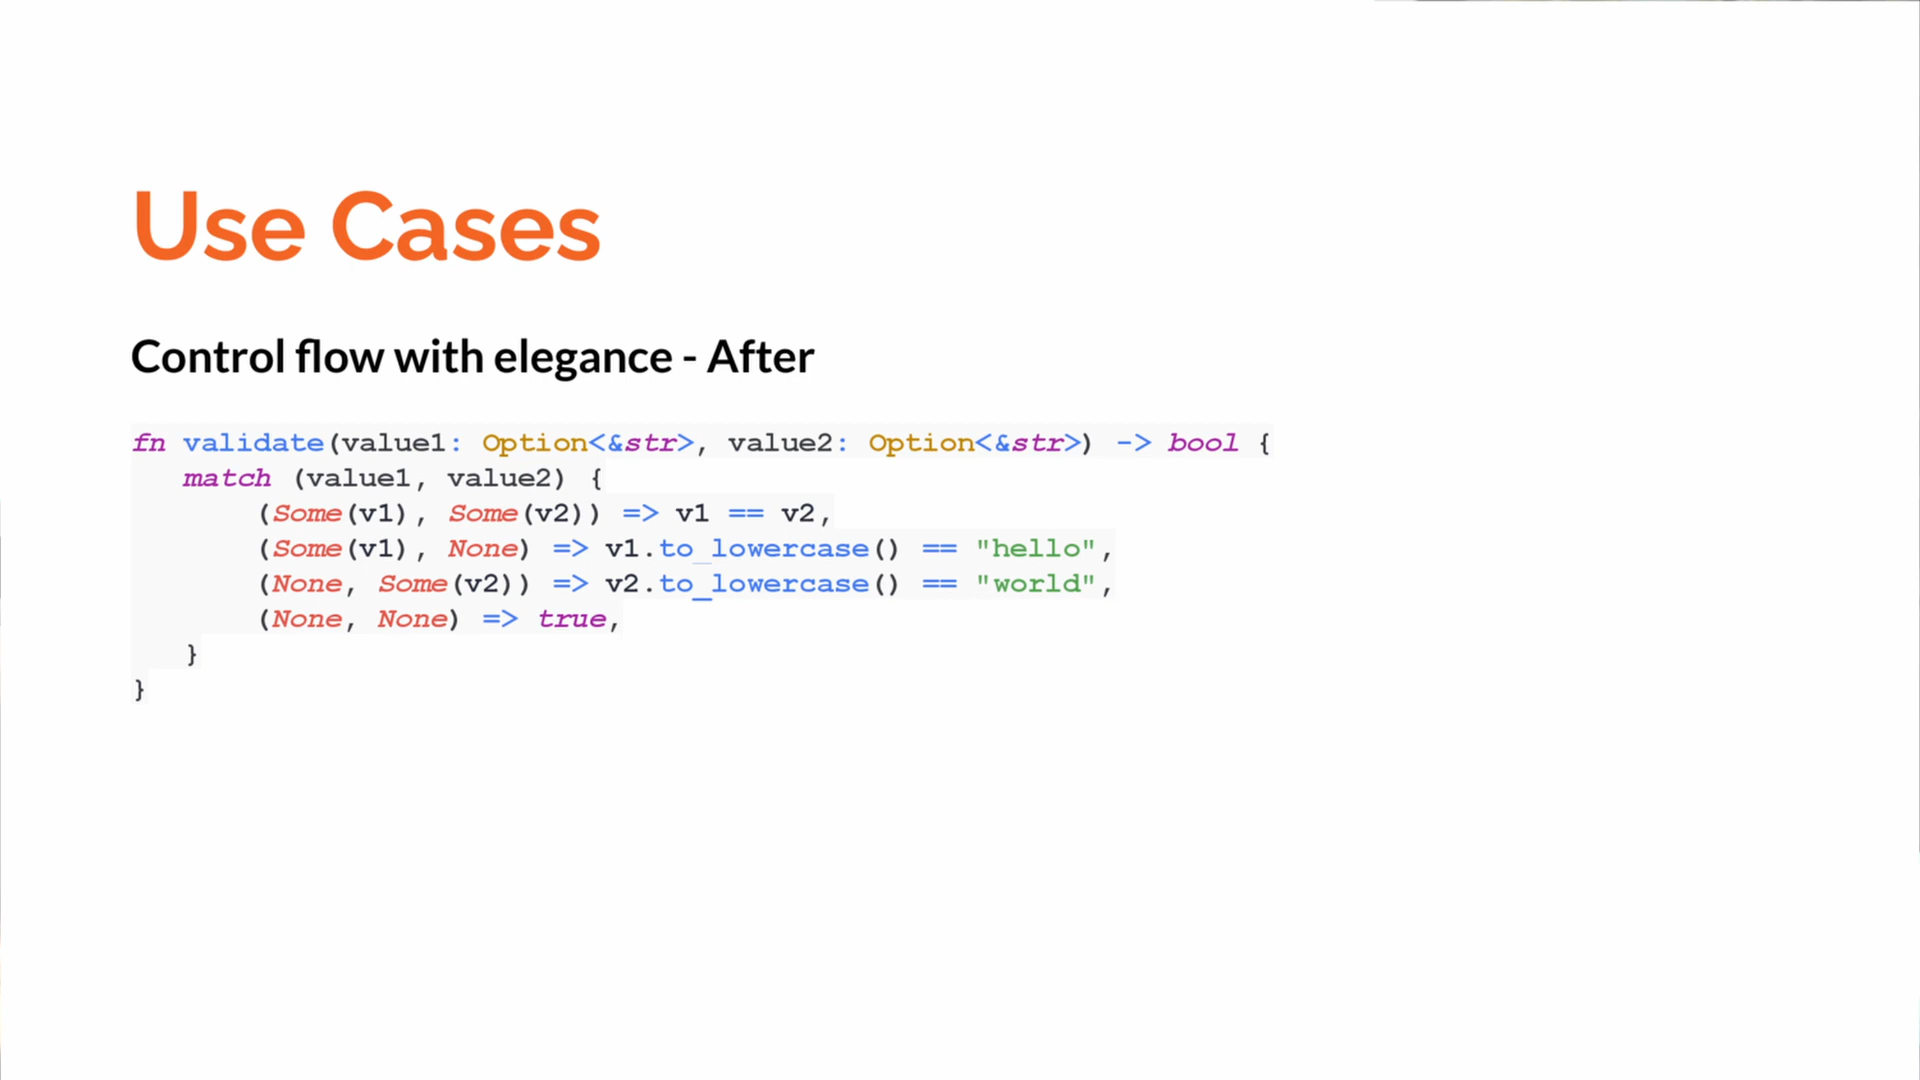 Use Cases
Control flow with elegance - After
fn validate(value1: Option<&str>, value2: Option<&str>) -> bool {
match (value1, value2) {
(Some(v1), Some(v2)) => v1 == v2,
(Some(v1), None) => v1.to_lowercase() == "hello",
(None, Some(v2)) => v2.to_lowercase() == "world",
(None, None) => true,
}
}